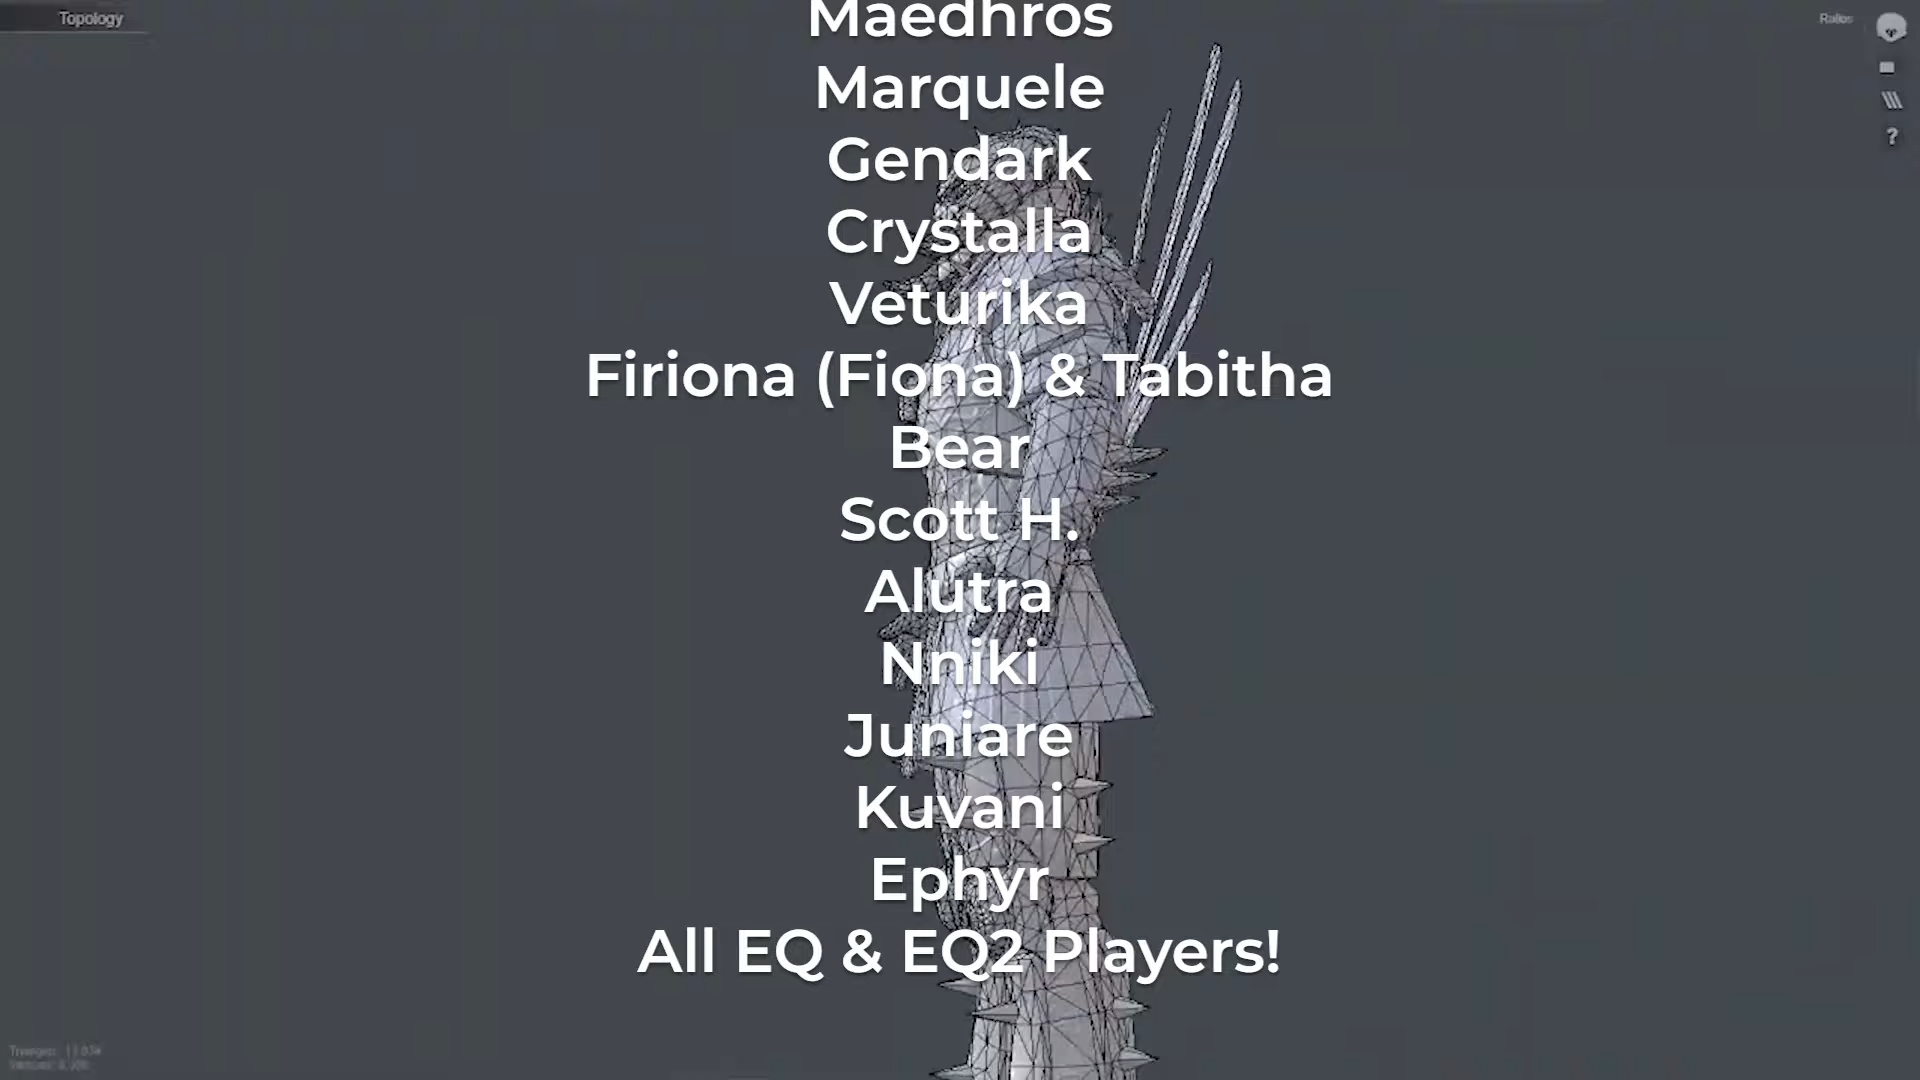 Topology
Maedhros
Marquele
Gendark
Crystalla
Veturika
Firiona (Fiona) & Tabitha
Bear
Scott H.
Alutra
Nniki
Juniare
Kuvani
Ephyr
All EQ & EQ2 Players!
?